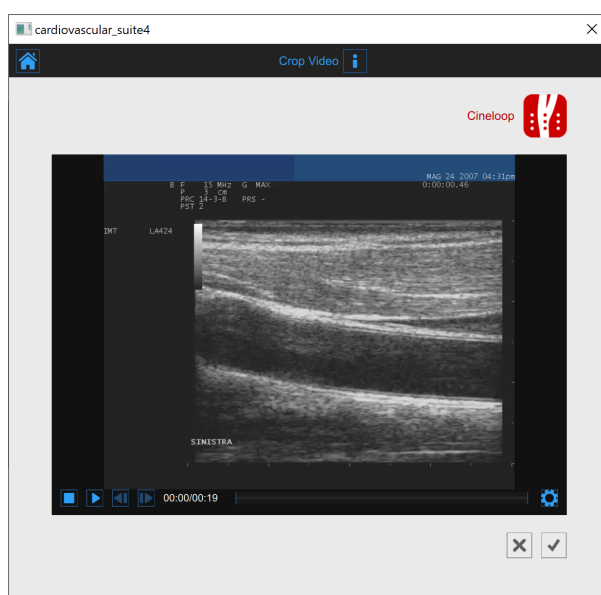 cardiovascular_suite4
Crop Video
Cineloop
MAG 24 2007 04:31pm
B F 15 MHz G MAX 0:00:00.46
P 3 cm
PRC 14-3-B PRS -
PST 2
IMT LA424
SINISTRA
00:00/00:19